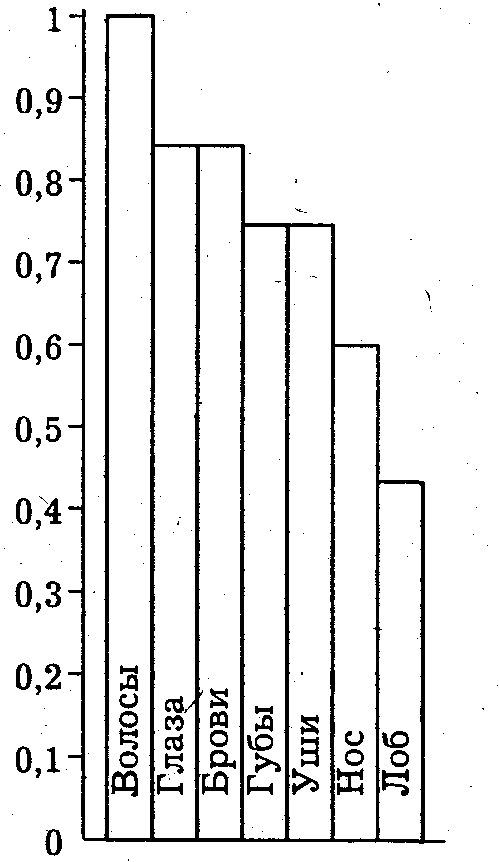 1
0,9
0,8
0,7
0,6
0,5
0,4
0,3
0,2
0,1
0
Волосы
Глаза
Брови
Губы
Уши
Нос
Лоб